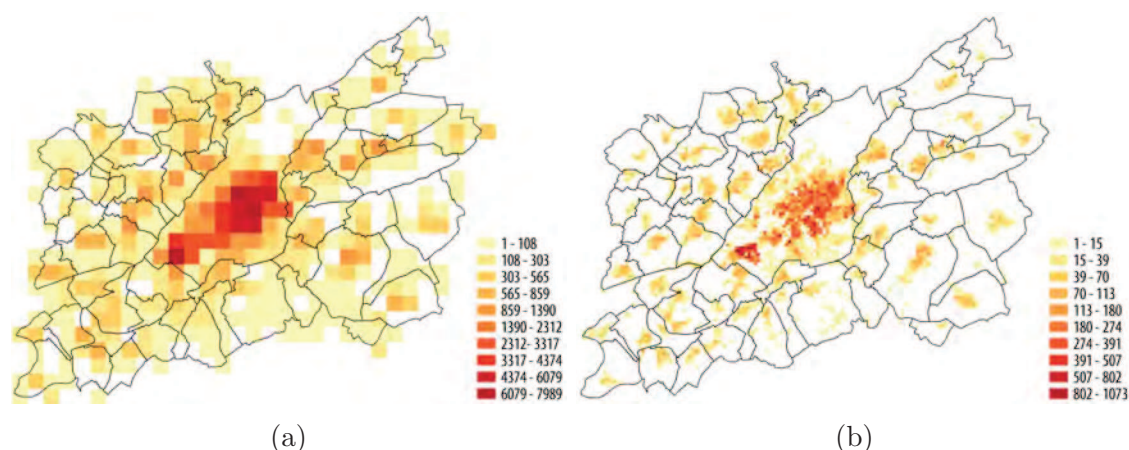 1 - 108
108 - 303
303 - 565
565 - 859
859 - 1390
1390 - 2312
2312 - 3317
3317 - 4374
4374 - 6079
6079 - 7989
1 - 15
15 - 39
39 - 70
70 - 113
113 - 180
180 - 274
274 - 391
391 - 507
507 - 802
802 - 1073
(a)
(b)